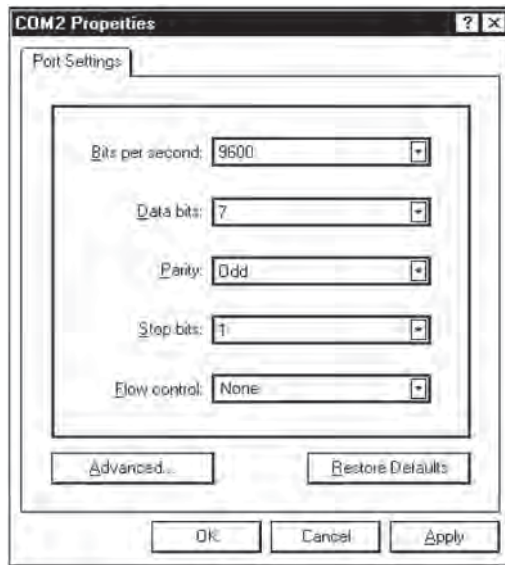 COM2 Properties ? ×
Port Settings
Bits per second: 9600
Data bits: 7
Parity: Odd
Stop bits: 1
Flow control: None
Advanced... Restore Defaults
OK Cancel Apply